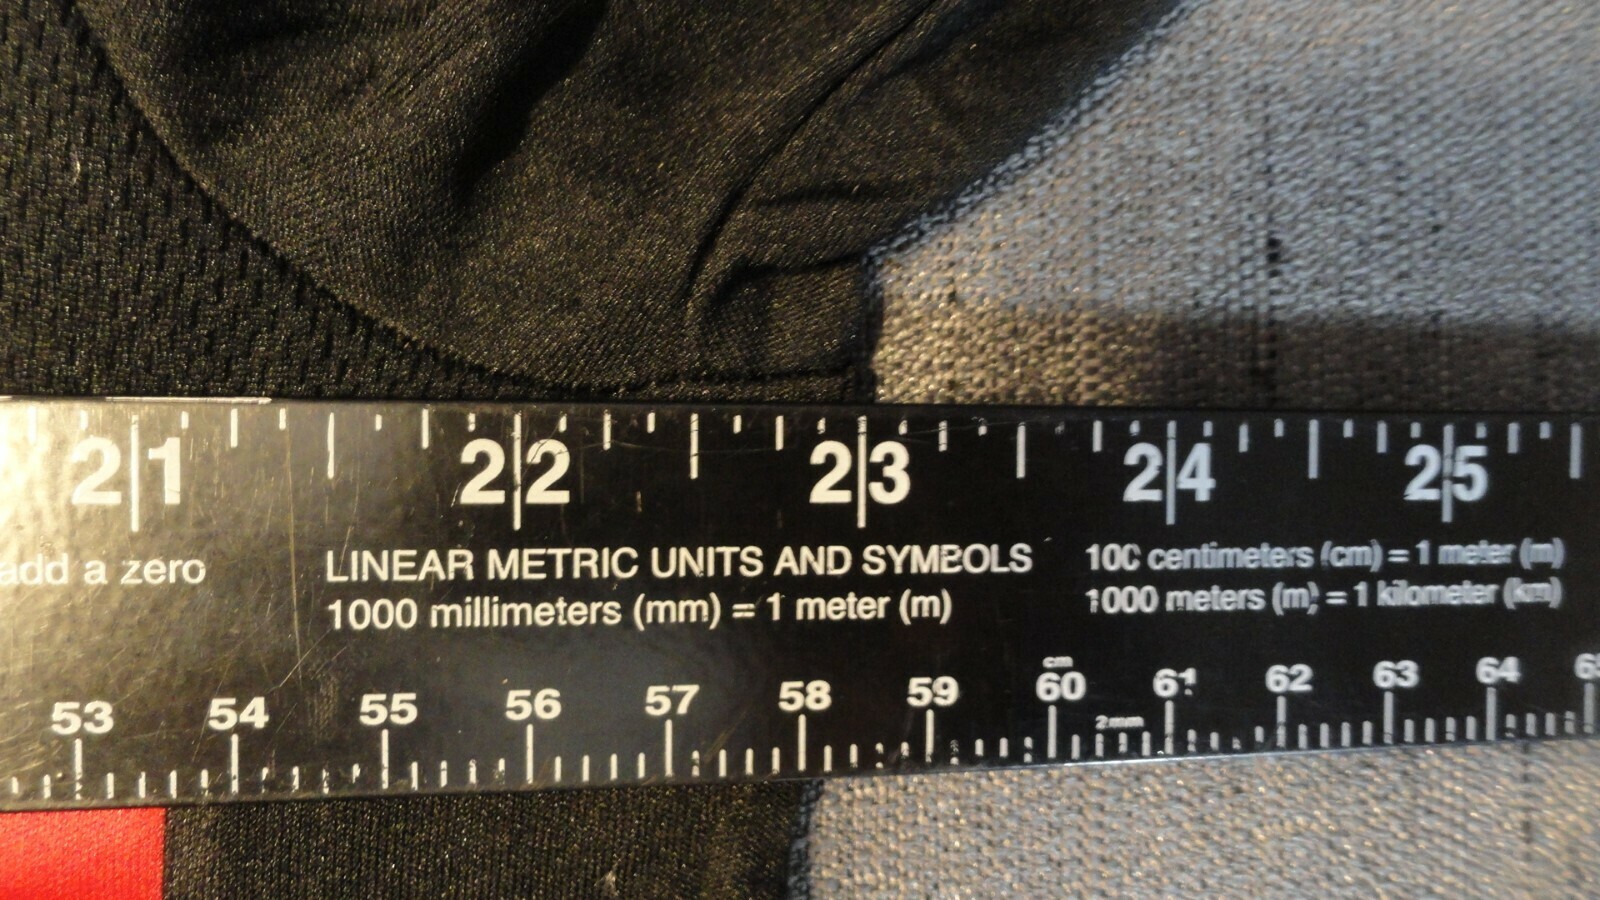 21 22 23 24 25
add a zero
LINEAR METRIC UNITS AND SYMBOLS
1000 millimeters (mm) = 1 meter (m)
100 centimeters (cm) = 1 meter (m)
1000 meters (m) = 1 kilometer (km)
cm
53 54 55 56 57 58 59 60 61 62 63 64
2mm